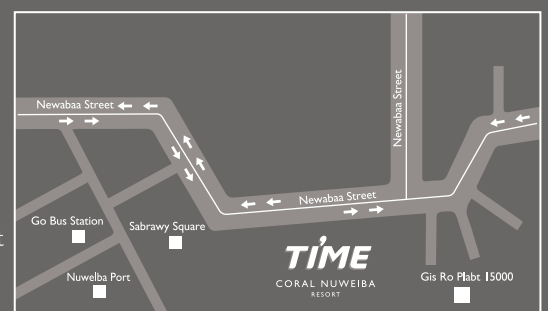 Newabaa Street
Newabaa Street
Newabaa Street
Go Bus Station
Sabrawy Square
Nuwelba Port
TIME
CORAL NUWEIBA
RESORT
Gis Ro Plabt 15000